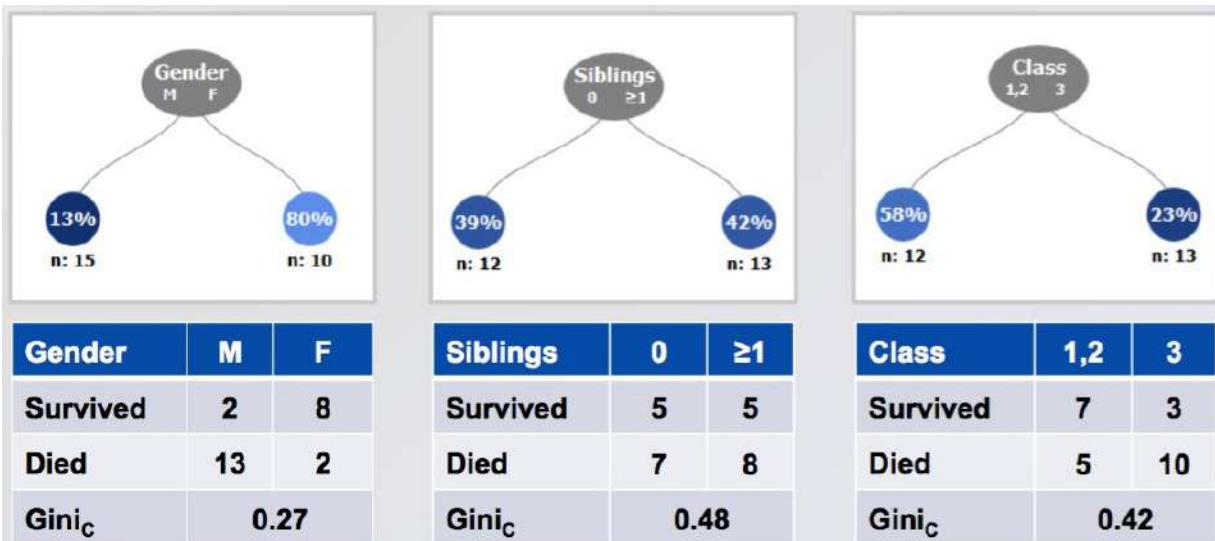 Gender
M F
13%
80%
n: 15
n: 10
Siblings
0 ≥1
39%
42%
n: 12
n: 13
Class
1,2 3
58%
23%
n: 12
n: 13
Gender M F
Survived 2 8
Died 13 2
Gini_C 0.27
Siblings 0 ≥1
Survived 5 5
Died 7 8
Gini_C 0.48
Class 1,2 3
Survived 7 3
Died 5 10
Gini_C 0.42